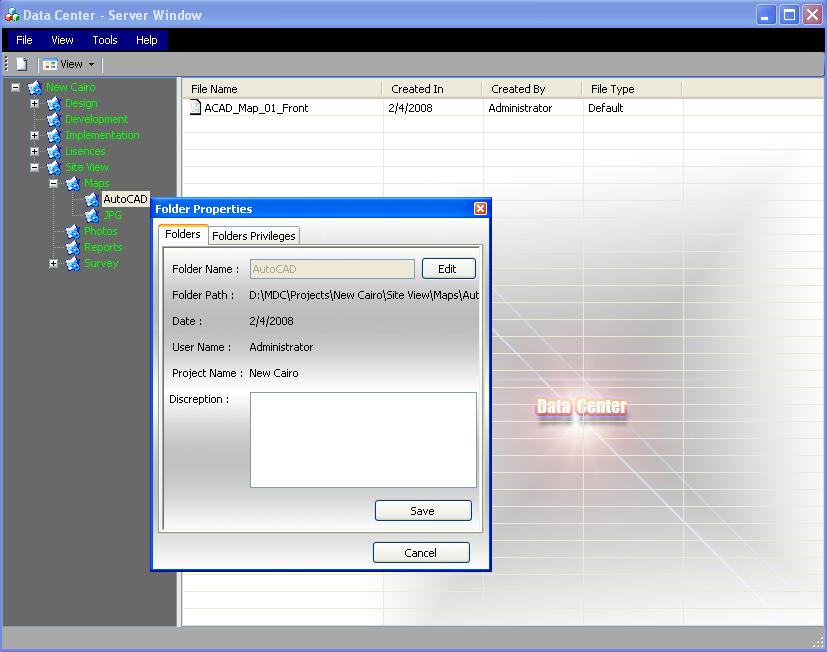 Data Center - Server Window
File View Tools Help
View
New Cairo
Design
Development
Implementation
Lisences
Site View
Maps
AutoCAD
JPG
Photos
Reports
Survey
File Name Created In Created By File Type
ACAD_Map_01_Front 2/4/2008 Administrator Default
Folder Properties
Folders Folders Privileges
Folder Name : AutoCAD Edit
Folder Path : D:\MDC\Projects\New Cairo\Site View\Maps\Aut
Date : 2/4/2008
User Name : Administrator
Project Name : New Cairo
Discreption :
Save
Cancel
Data Center